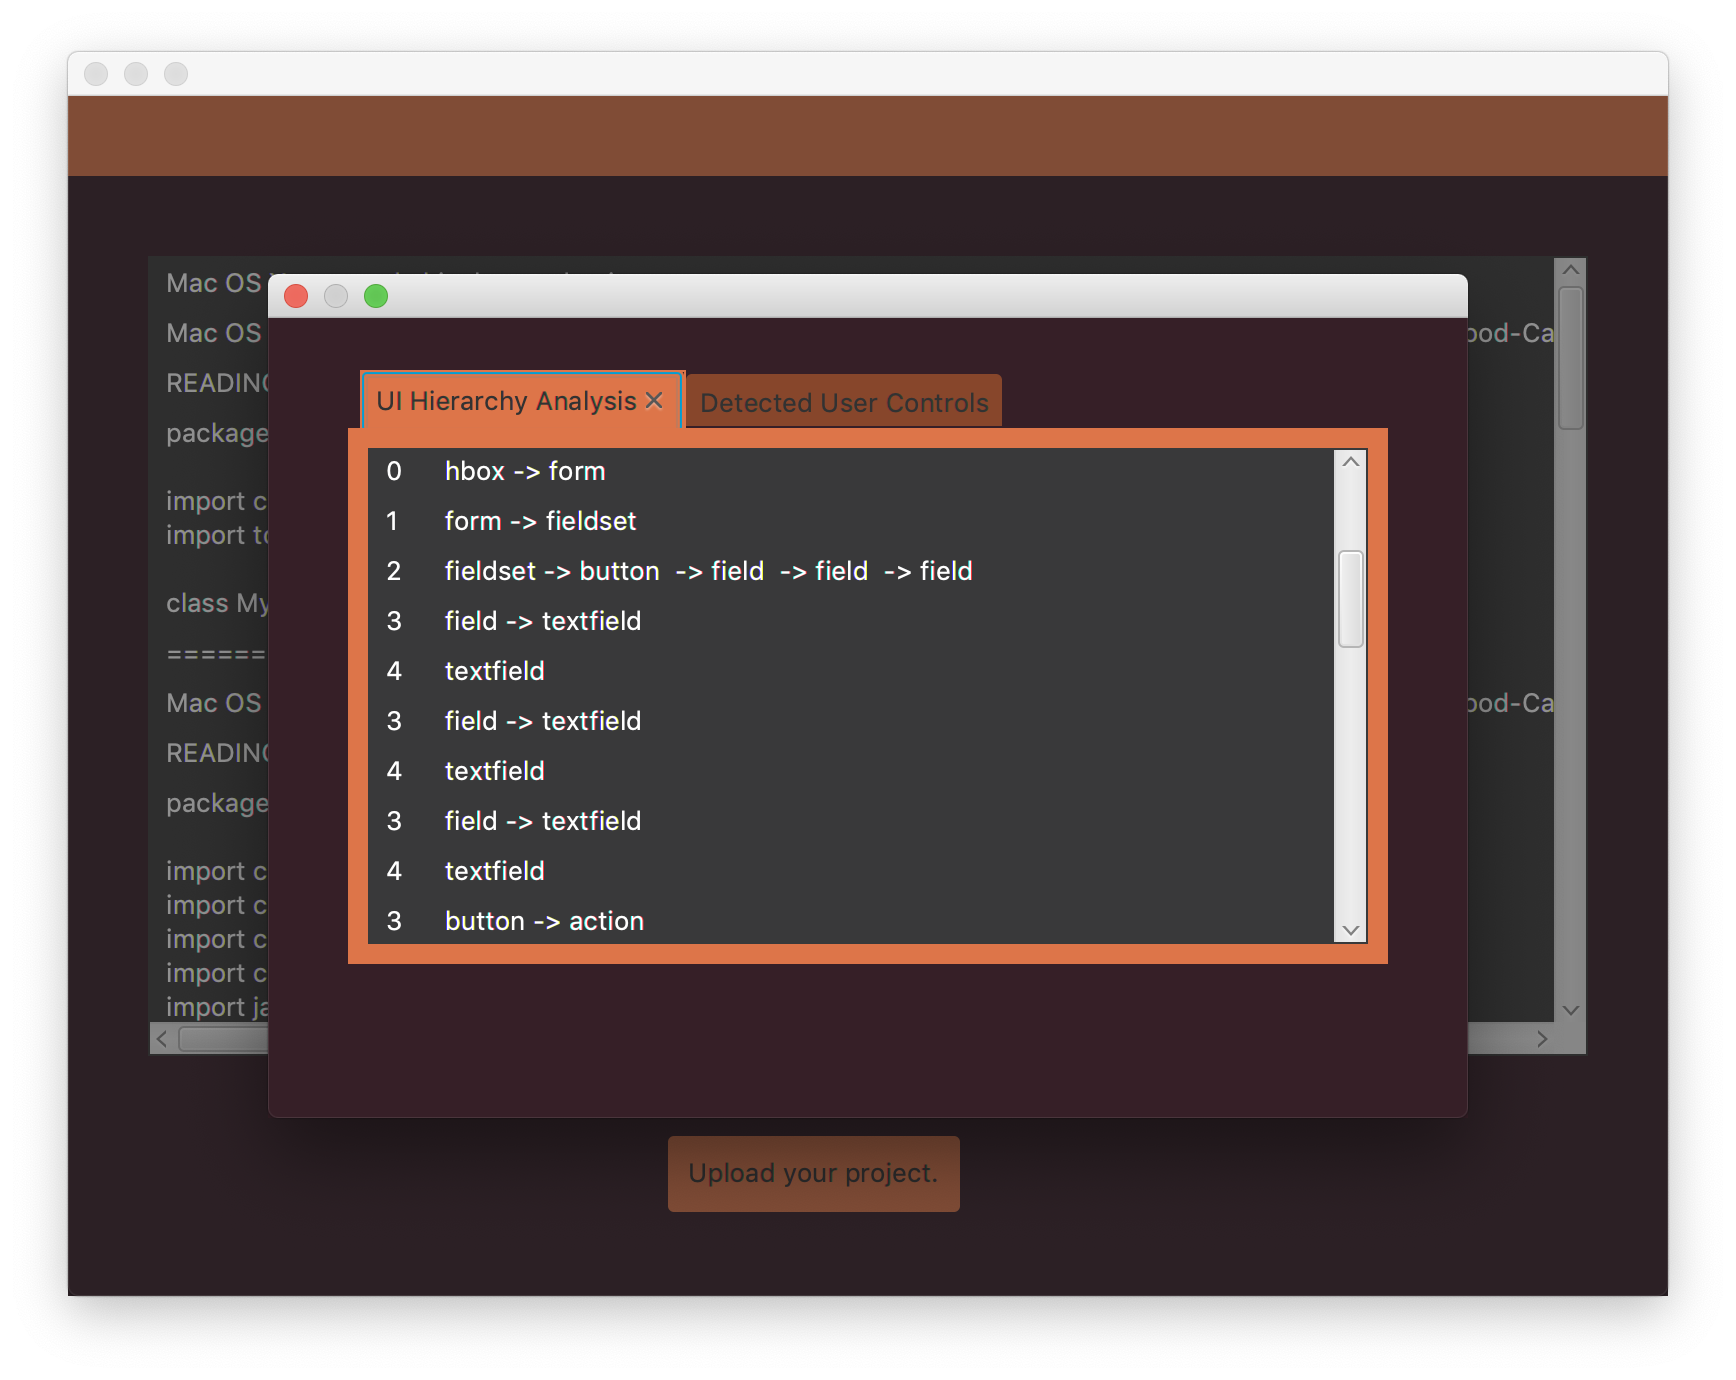 Mac OS
Mac OS
READING
package
import c
import to
class My
======
Mac OS
READING
package
import c
import c
import c
import c
import ja
ood-Ca
ood-Ca
UI Hierarchy Analysis
Detected User Controls
0 hbox -> form
1 form -> fieldset
2 fieldset -> button -> field -> field -> field
3 field -> textfield
4 textfield
3 field -> textfield
4 textfield
3 field -> textfield
4 textfield
3 button -> action
Upload your project.